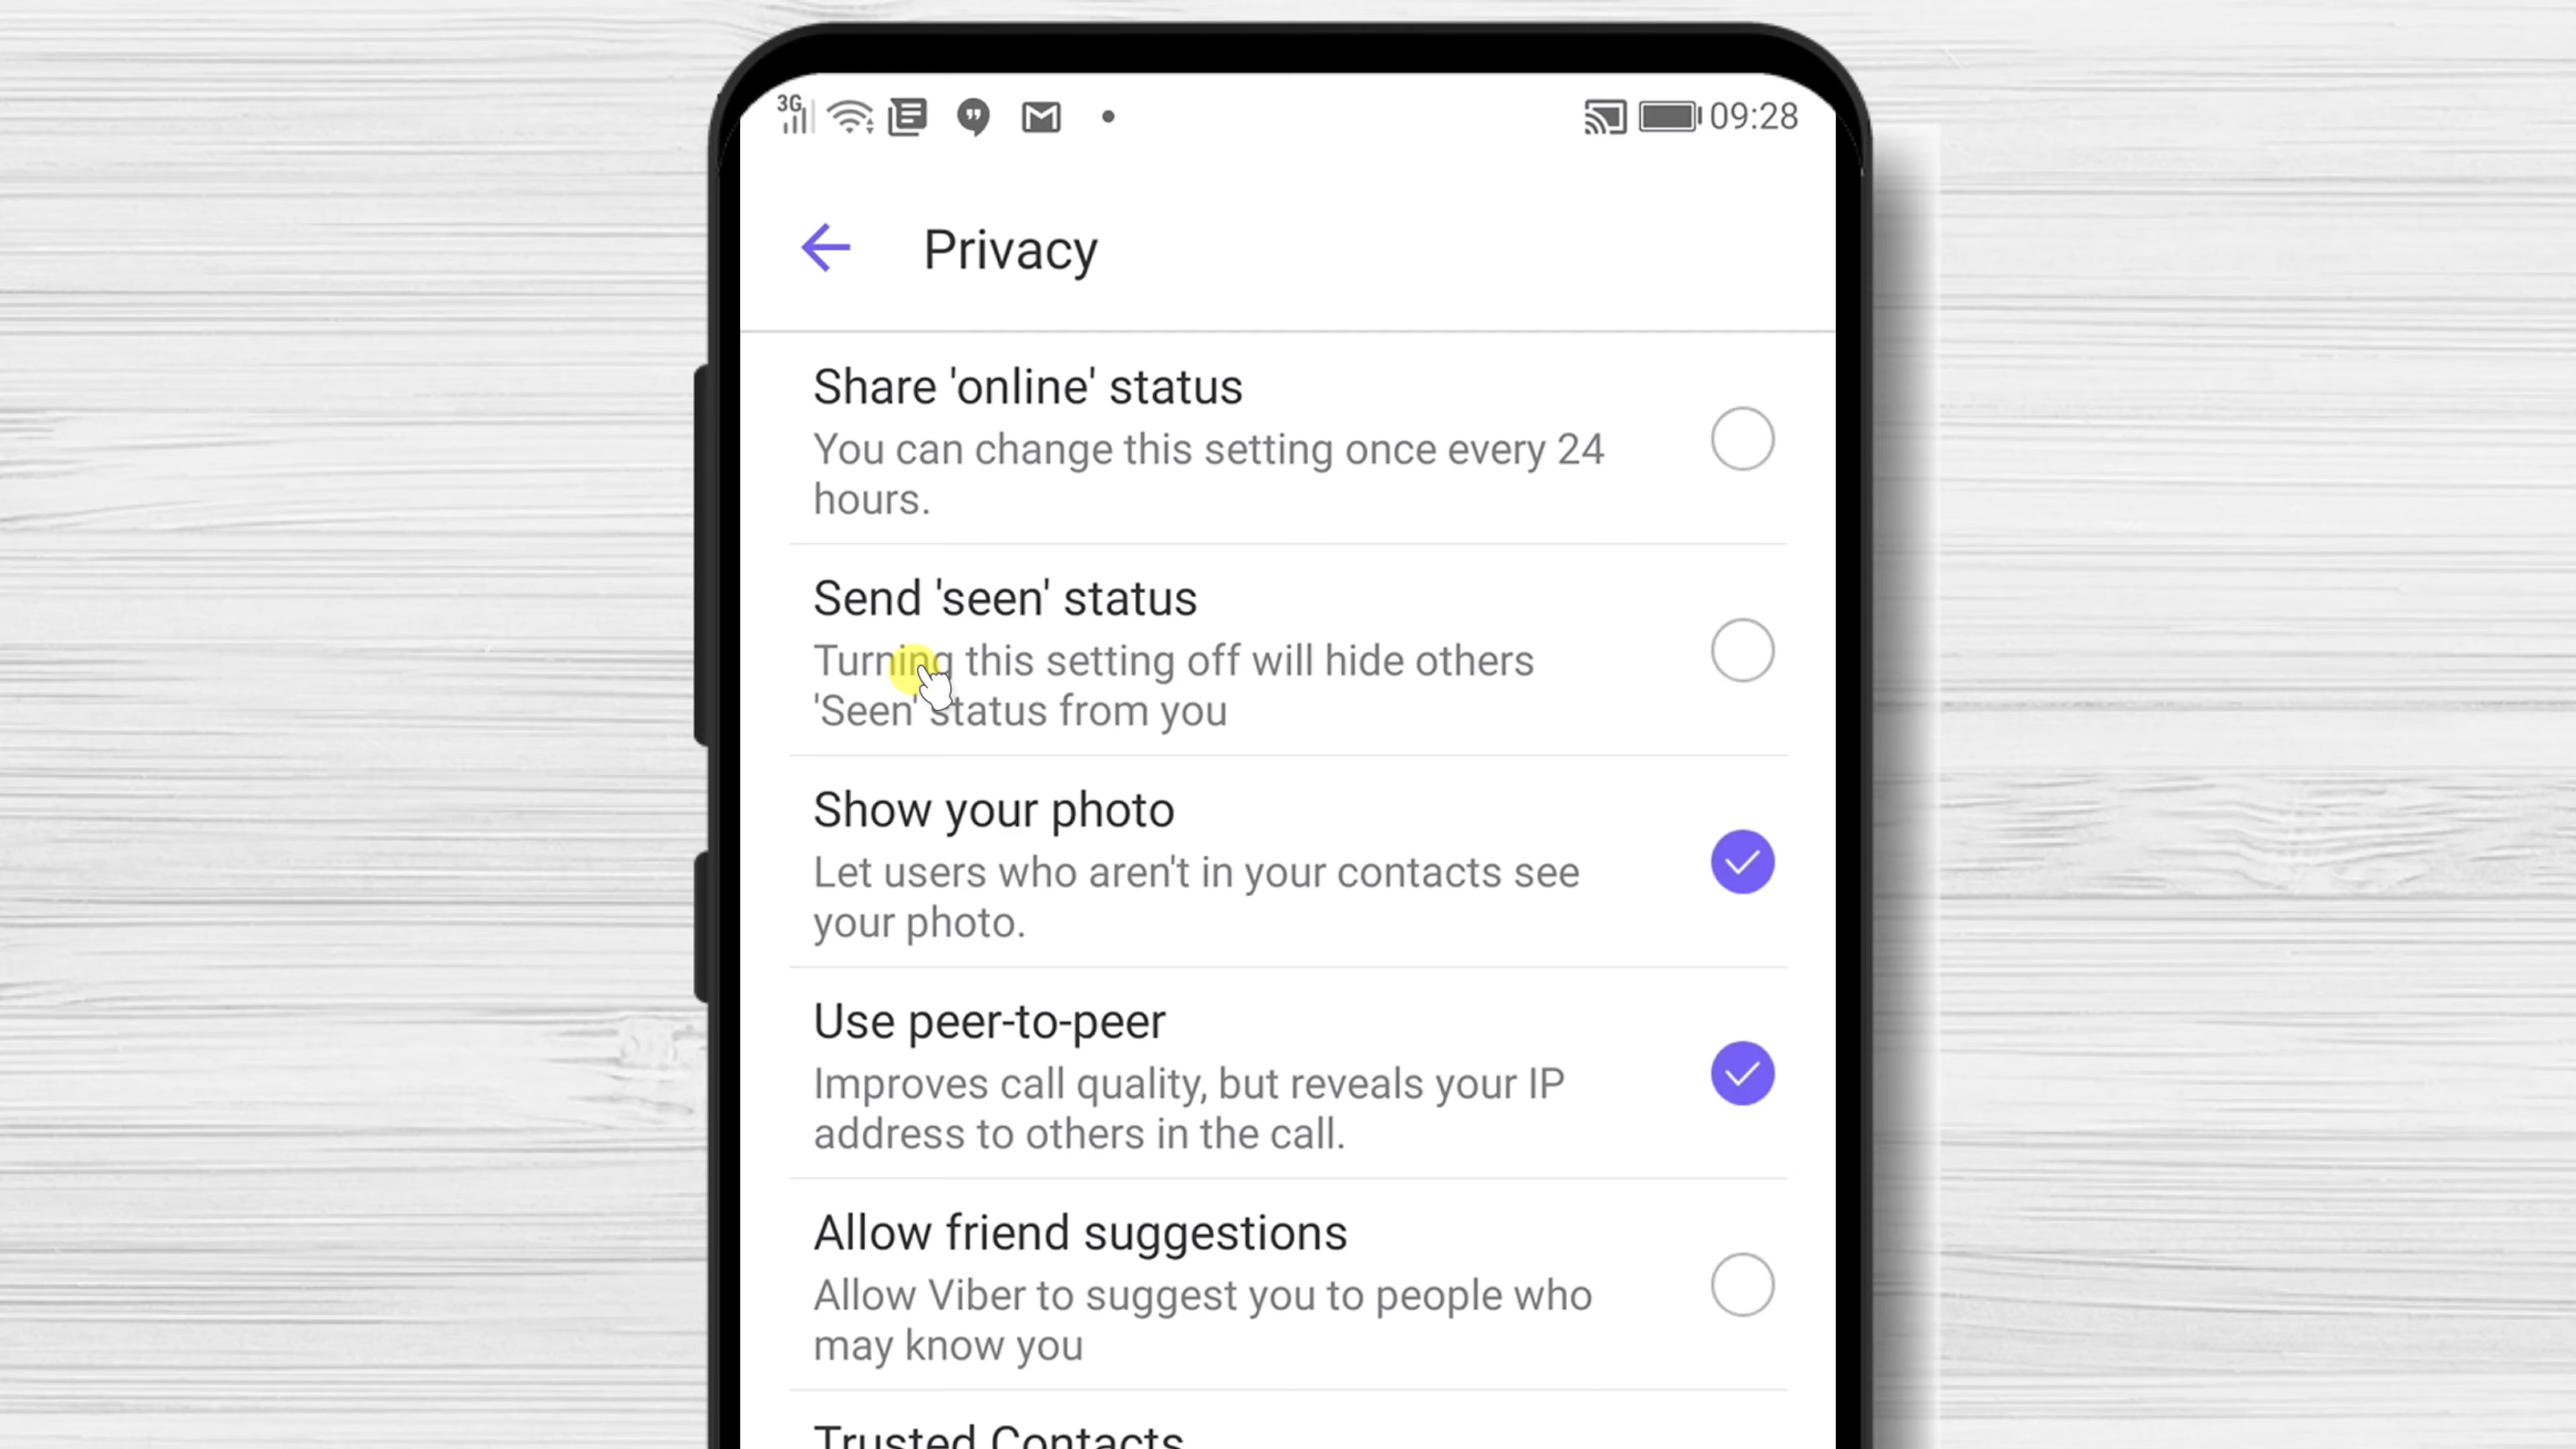 3G 09:28
Privacy
Share 'online' status
You can change this setting once every 24
hours.
Send 'seen' status
Turning this setting off will hide others
'Seen' status from you
Show your photo
Let users who aren't in your contacts see
your photo.
Use peer-to-peer
Improves call quality, but reveals your IP
address to others in the call.
Allow friend suggestions
Allow Viber to suggest you to people who
may know you
Trusted Contacts